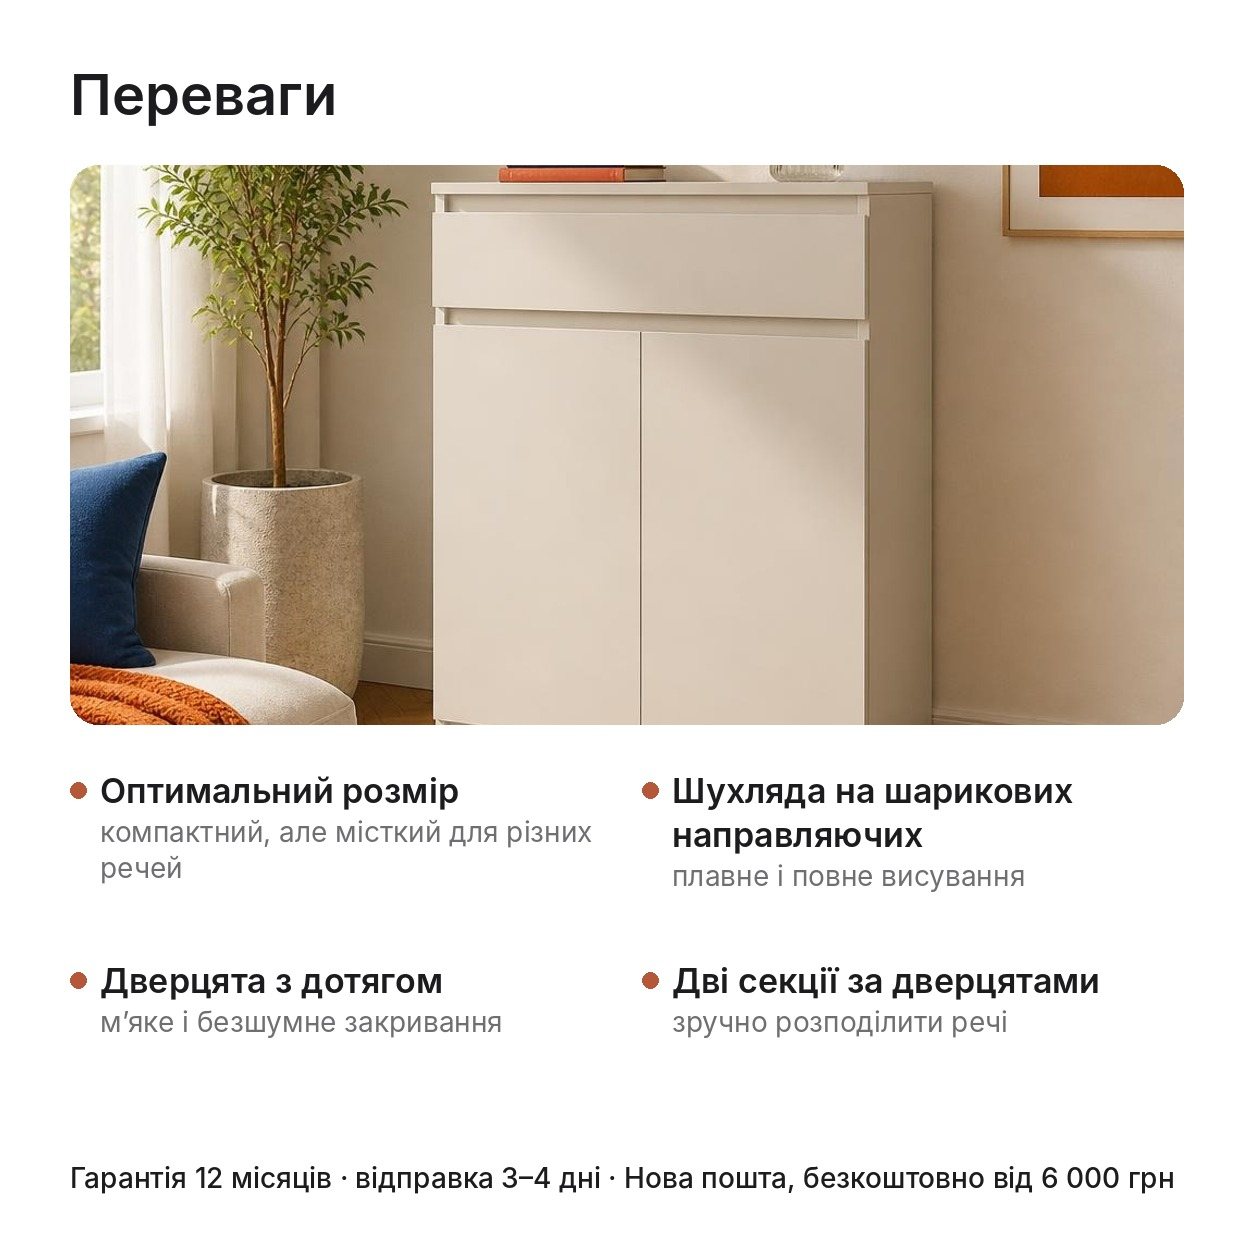 Переваги
Оптимальний розмір
компактний, але місткий для різних
речей
Шухляда на шарикових
направляючих
плавне і повне висування
Дверцята з дотягом
м’яке і безшумне закривання
Дві секції за дверцятами
зручно розподілити речі
Гарантія 12 місяців · відправка 3–4 дні · Нова пошта, безкоштовно від 6 000 грн